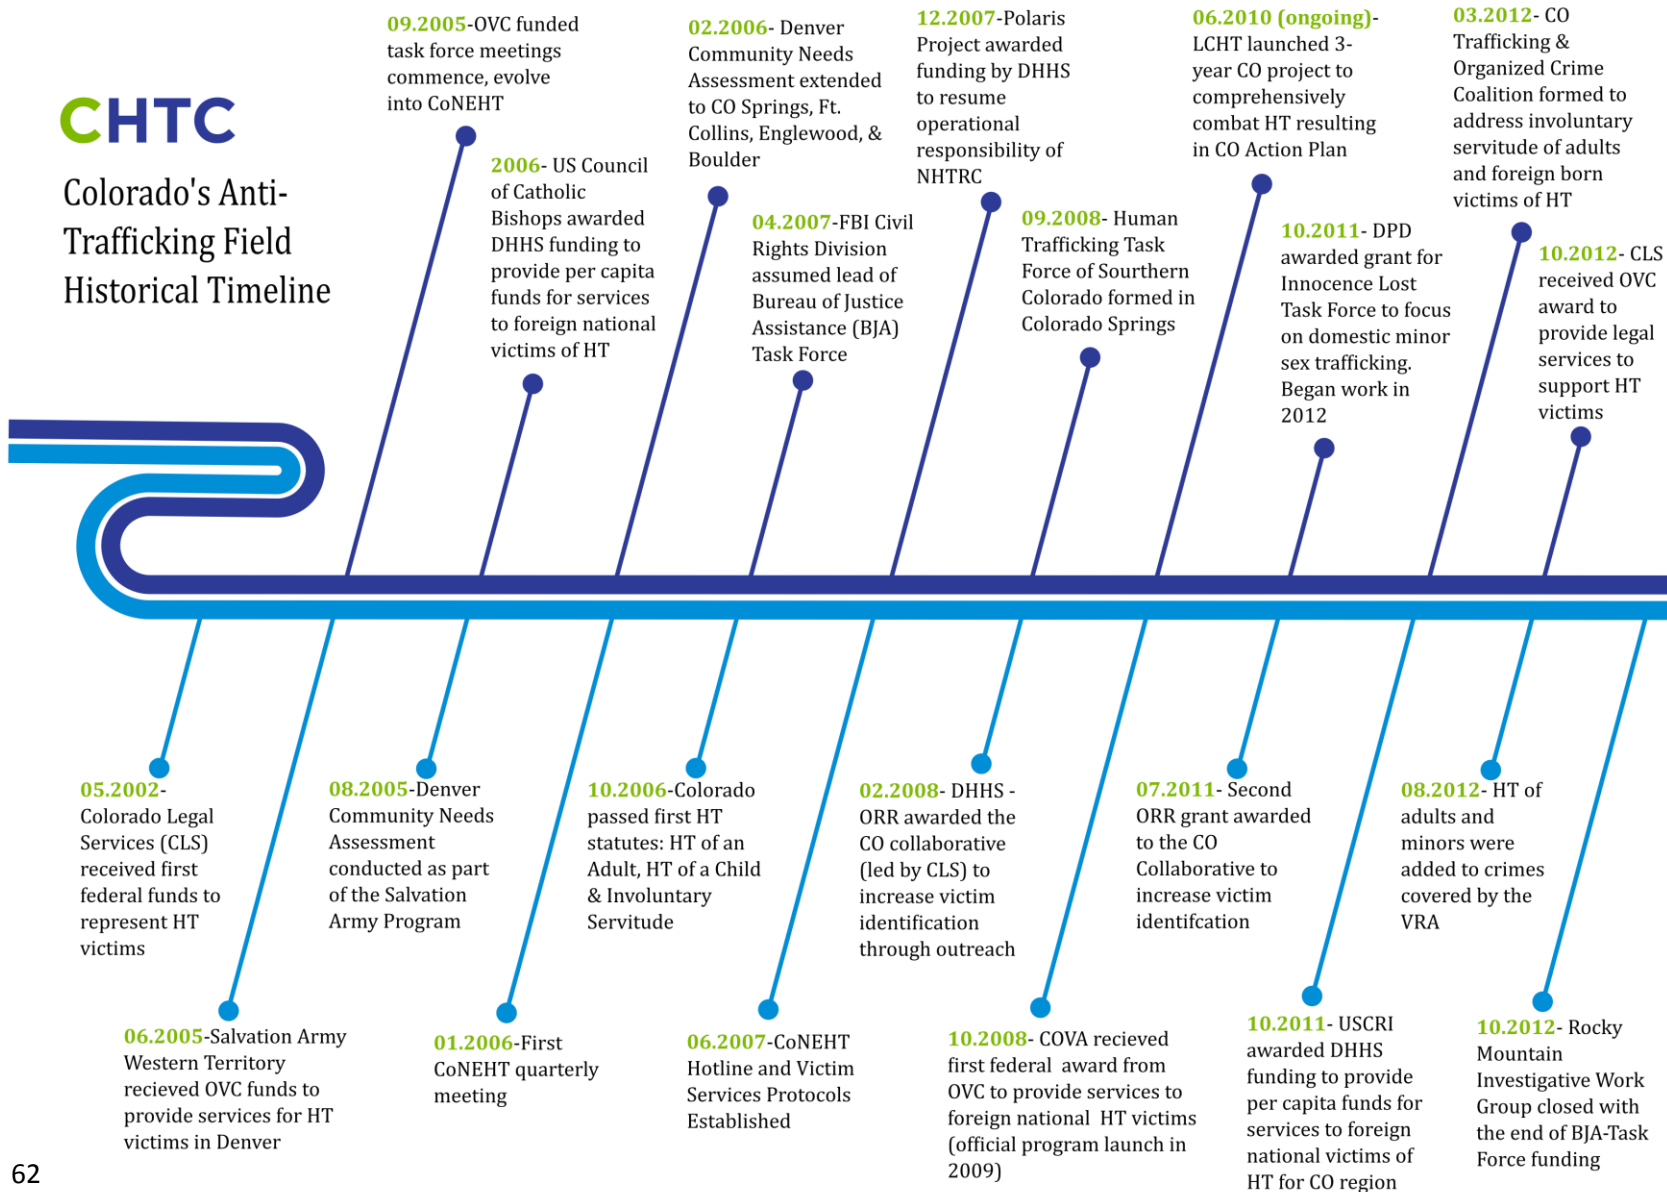 CHTC
Colorado's Anti-
Trafficking Field
Historical Timeline
09.2005-OVC funded
task force meetings
commence, evolve
into CoNEHT
2006- US Council
of Catholic
Bishops awarded
DHHS funding to
provide per capita
funds for services
to foreign national
victims of HT
02.2006- Denver
Community Needs
Assessment extended
to CO Springs, Ft.
Collins, Englewood, &
Boulder
04.2007-FBI Civil
Rights Division
assumed lead of
Bureau of Justice
Assistance (BJA)
Task Force
12.2007-Polaris
Project awarded
funding by DHHS
to resume
operational
responsibility of
NHTRC
09.2008- Human
Trafficking Task
Force of Sourthern
Colorado formed in
Colorado Springs
06.2010 (ongoing)-
LCHT launched 3-
year CO project to
comprehensively
combat HT resulting
in CO Action Plan
10.2011- DPD
awarded grant for
Innocence Lost
Task Force to focus
on domestic minor
sex trafficking.
Began work in
2012
03.2012- CO
Trafficking &
Organized Crime
Coalition formed to
address involuntary
servitude of adults
and foreign born
victims of HT
10.2012- CLS
received OVC
award to
provide legal
services to
support HT
victims
05.2002-
Colorado Legal
Services (CLS)
received first
federal funds to
represent HT
victims
06.2005-Salvation Army
Western Territory
recieved OVC funds to
provide services for HT
victims in Denver
08.2005-Denver
Community Needs
Assessment
conducted as part
of the Salvation
Army Program
01.2006-First
CoNEHT quarterly
meeting
10.2006-Colorado
passed first HT
statutes: HT of an
Adult, HT of a Child
& Involuntary
Servitude
06.2007-CoNEHT
Hotline and Victim
Services Protocols
Established
02.2008- DHHS -
ORR awarded the
CO collaborative
(led by CLS) to
increase victim
identification
through outreach
10.2008- COVA recieved
first federal award from
OVC to provide services to
foreign national HT victims
(official program launch in
2009)
07.2011- Second
ORR grant awarded
to the CO
Collaborative to
increase victim
identifcation
10.2011- USCRI
awarded DHHS
funding to provide
per capita funds for
services to foreign
national victims of
HT for CO region
08.2012- HT of
adults and
minors were
added to crimes
covered by the
VRA
10.2012- Rocky
Mountain
Investigative Work
Group closed with
the end of BJA-Task
Force funding
62